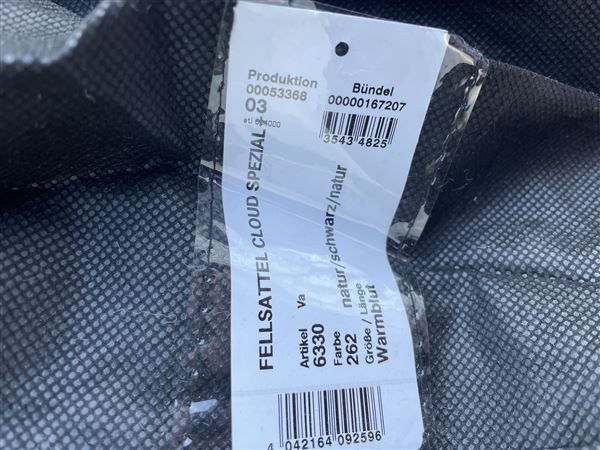 Produktion
00053368
03
Bündel
00000167207
3543 4825
FELLSATTEL CLOUD SPEZIAL +
Artikel Va
6330
Farbe
262 natur/schwarz/natur
Größe / Länge
Warmblut
4 042164 092596